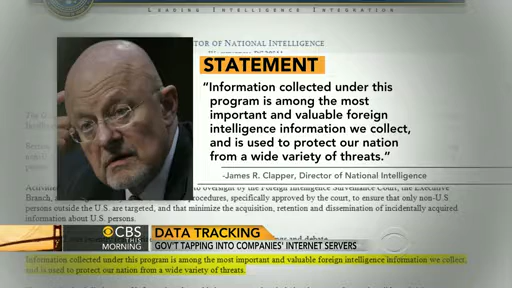 LEADING INTELLIGENCE INTEGRATION
OR OF NATIONAL INTELLIGENCE
STATEMENT
“Information collected under this
program is among the most
important and valuable foreign
intelligence information we collect,
and is used to protect our nation
from a wide variety of threats.”
-James R. Clapper, Director of National Intelligence
Activities
oversight by the Foreign Intelligence Surveillance Court, the Executive
Branch,
procedures, specifically approved by the court, to ensure that only non-U.S.
persons outside the U.S. are targeted, and that minimize the acquisition, retention and dissemination of incidentally acquired
information about U.S. persons.
CBS
THIS
MORNING
DATA TRACKING
GOV'T TAPPING INTO COMPANIES' INTERNET SERVERS
Information collected under this program is among the most important and valuable foreign intelligence information we collect,
and is used to protect our nation from a wide variety of threats.